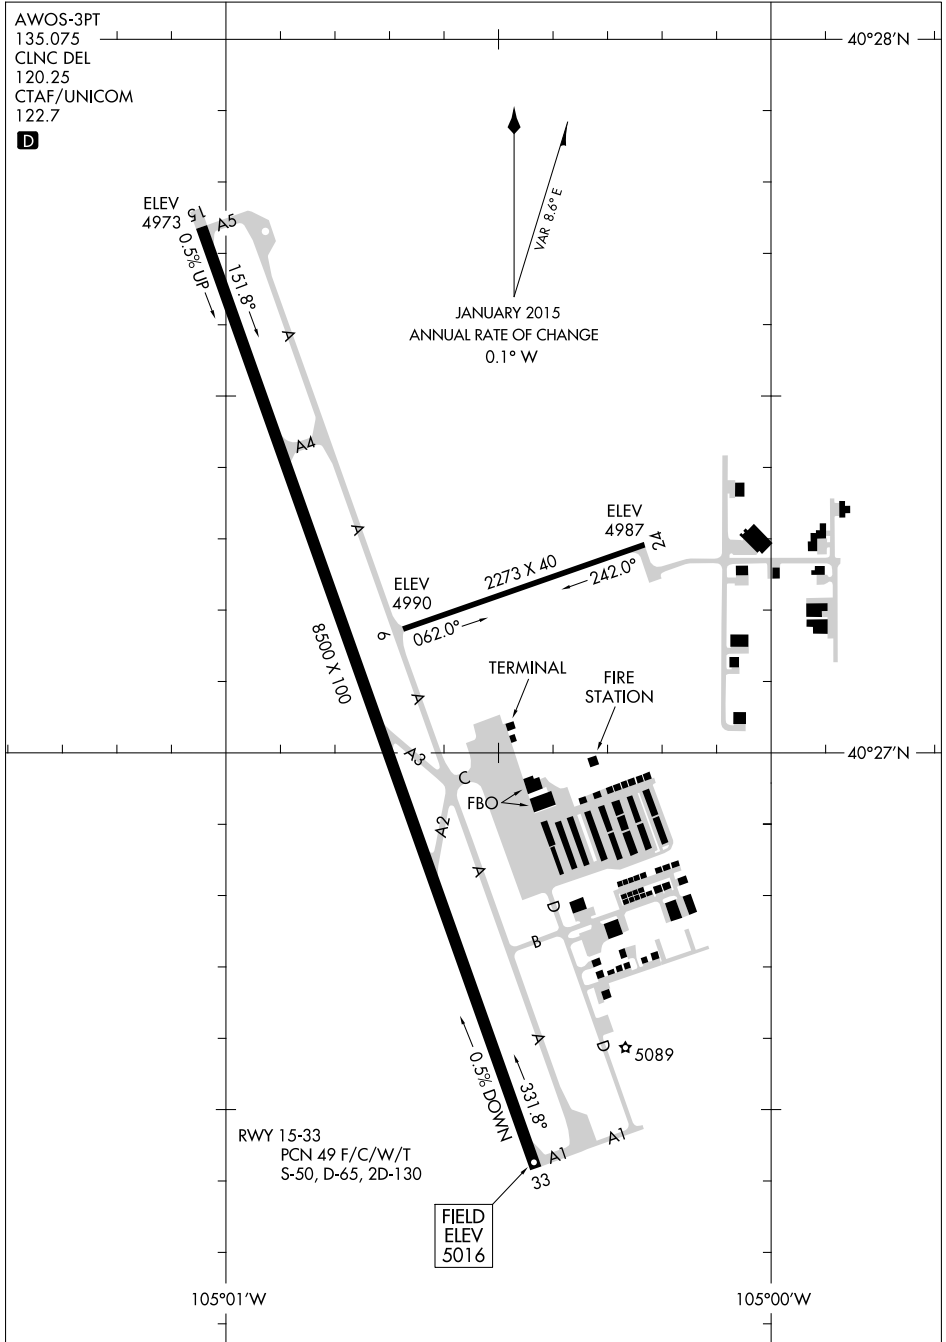 AWOS-3PT
135.075
CLNC DEL
120.25
CTAF/UNICOM
122.7
D
40°28'N
VAR 8.6° E
JANUARY 2015
ANNUAL RATE OF CHANGE
0.1° W
ELEV
4973
15
A5
0.5% UP
151.8°
A
A4
A
ELEV
4987
24
2273 X 40
242.0°
ELEV
4990
062.0°
6
8500 X 100
A
TERMINAL
FIRE
STATION
40°27'N
A3
C
FBO
A2
A
D
B
A
D
5089
0.5% DOWN
331.8°
A1
A1
33
RWY 15-33
PCN 49 F/C/W/T
S-50, D-65, 2D-130
FIELD
ELEV
5016
105°01'W
105°00'W